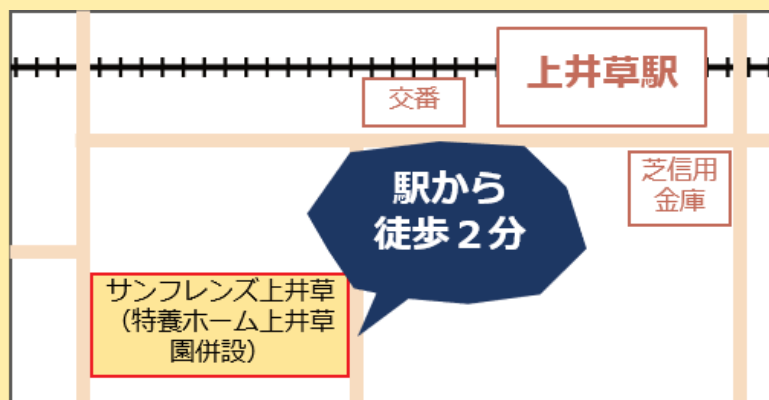 上井草駅
交番
芝信用
金庫
駅から
徒歩２分
サンフレンズ上井草
（特養ホーム上井草
園併設）